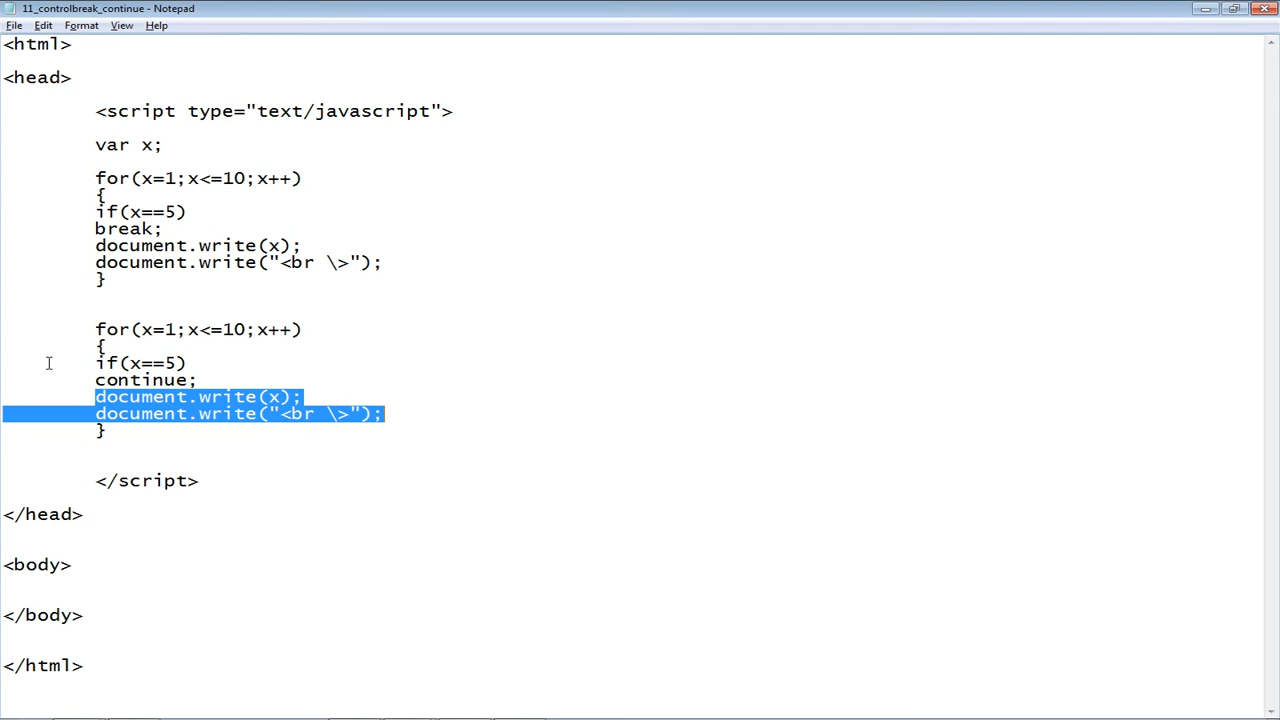 11_controlbreak_continue - Notepad
File Edit Format View Help
<html>
<head>
<script type="text/javascript">
var x;
for(x=1;x<=10;x++)
{
if(x==5)
break;
document.write(x);
document.write("<br \>");
}
for(x=1;x<=10;x++)
{
if(x==5)
continue;
document.write(x);
document.write("<br \>");
}
</script>
</head>
<body>
</body>
</html>